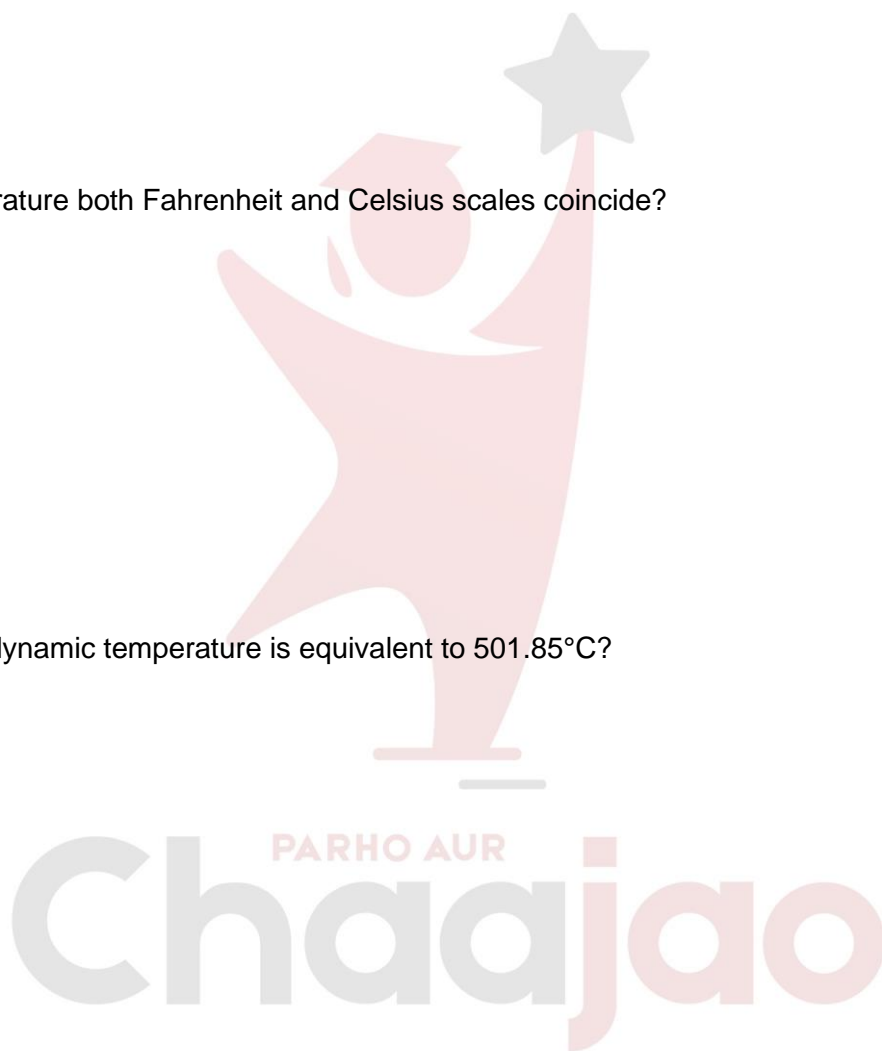 rature both Fahrenheit and Celsius scales coincide?
dynamic temperature is equivalent to 501.85°C?
PARHO AUR
Chaajao